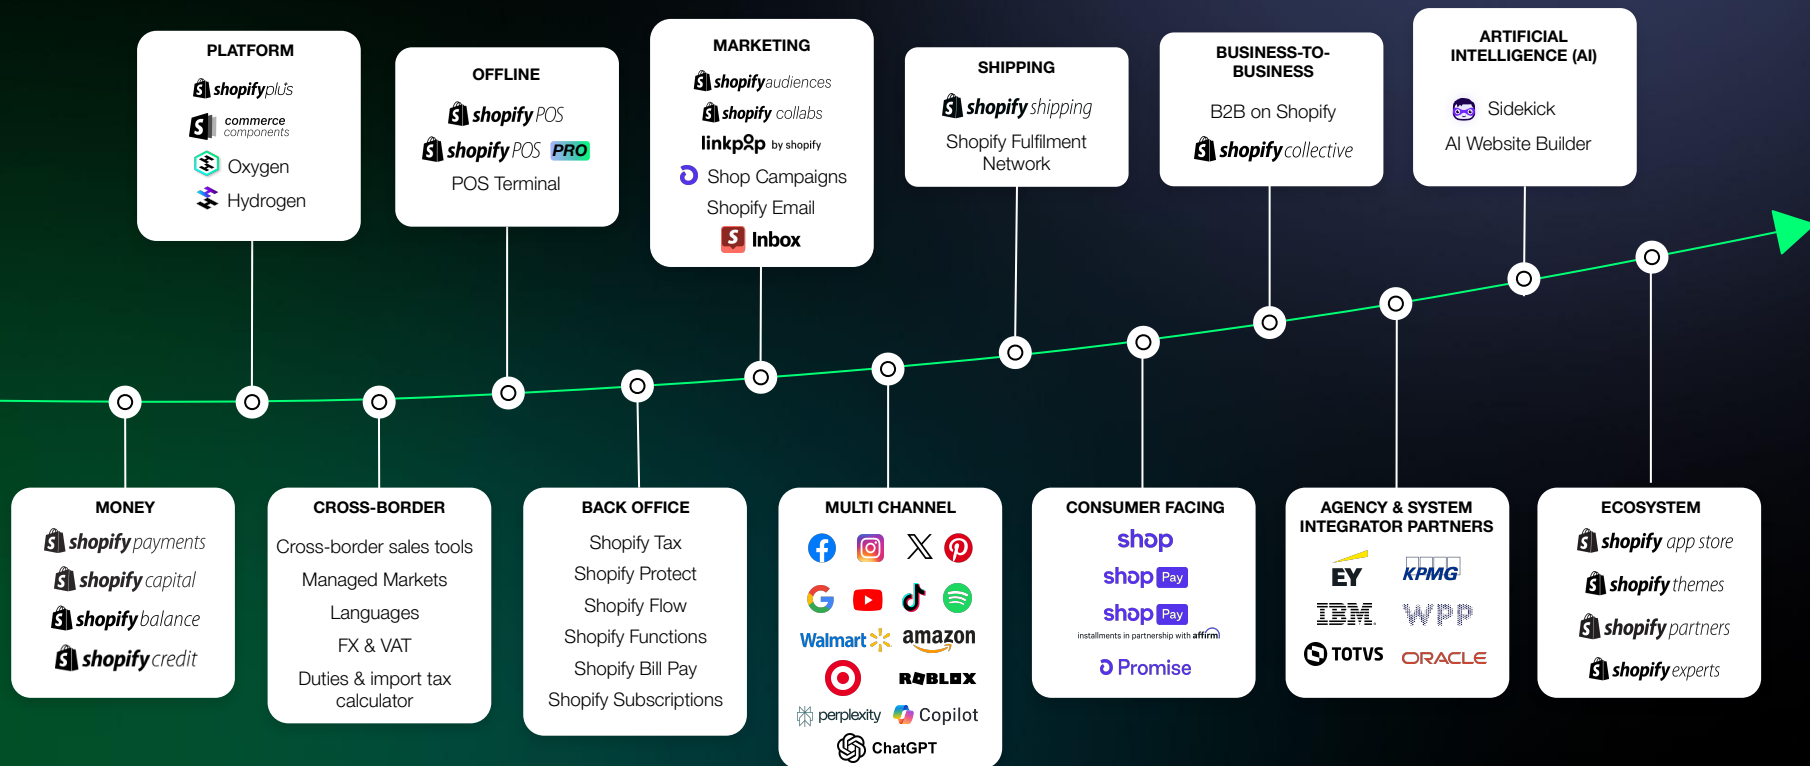 PLATFORM
shopifyplus
commerce
components
Oxygen
Hydrogen
OFFLINE
shopify POS
shopify POS PRO
POS Terminal
MARKETING
shopifyaudiences
shopify collabs
linkpop by shopify
Shop Campaigns
Shopify Email
Inbox
SHIPPING
shopify shipping
Shopify Fulfilment
Network
BUSINESS-TO-
BUSINESS
B2B on Shopify
shopify collective
ARTIFICIAL
INTELLIGENCE (AI)
Sidekick
AI Website Builder
MONEY
shopify payments
shopify capital
shopify balance
shopify credit
CROSS-BORDER
Cross-border sales tools
Managed Markets
Languages
FX & VAT
Duties & import tax
calculator
BACK OFFICE
Shopify Tax
Shopify Protect
Shopify Flow
Shopify Functions
Shopify Bill Pay
Shopify Subscriptions
MULTI CHANNEL
Walmart amazon
ROBLOX
perplexity Copilot
ChatGPT
CONSUMER FACING
shop
shop Pay
shop Pay
installments in partnership with affirm
Promise
AGENCY & SYSTEM
INTEGRATOR PARTNERS
EY KPMG
IBM WPP
TOTVS ORACLE
ECOSYSTEM
shopify app store
shopify themes
shopify partners
shopify experts